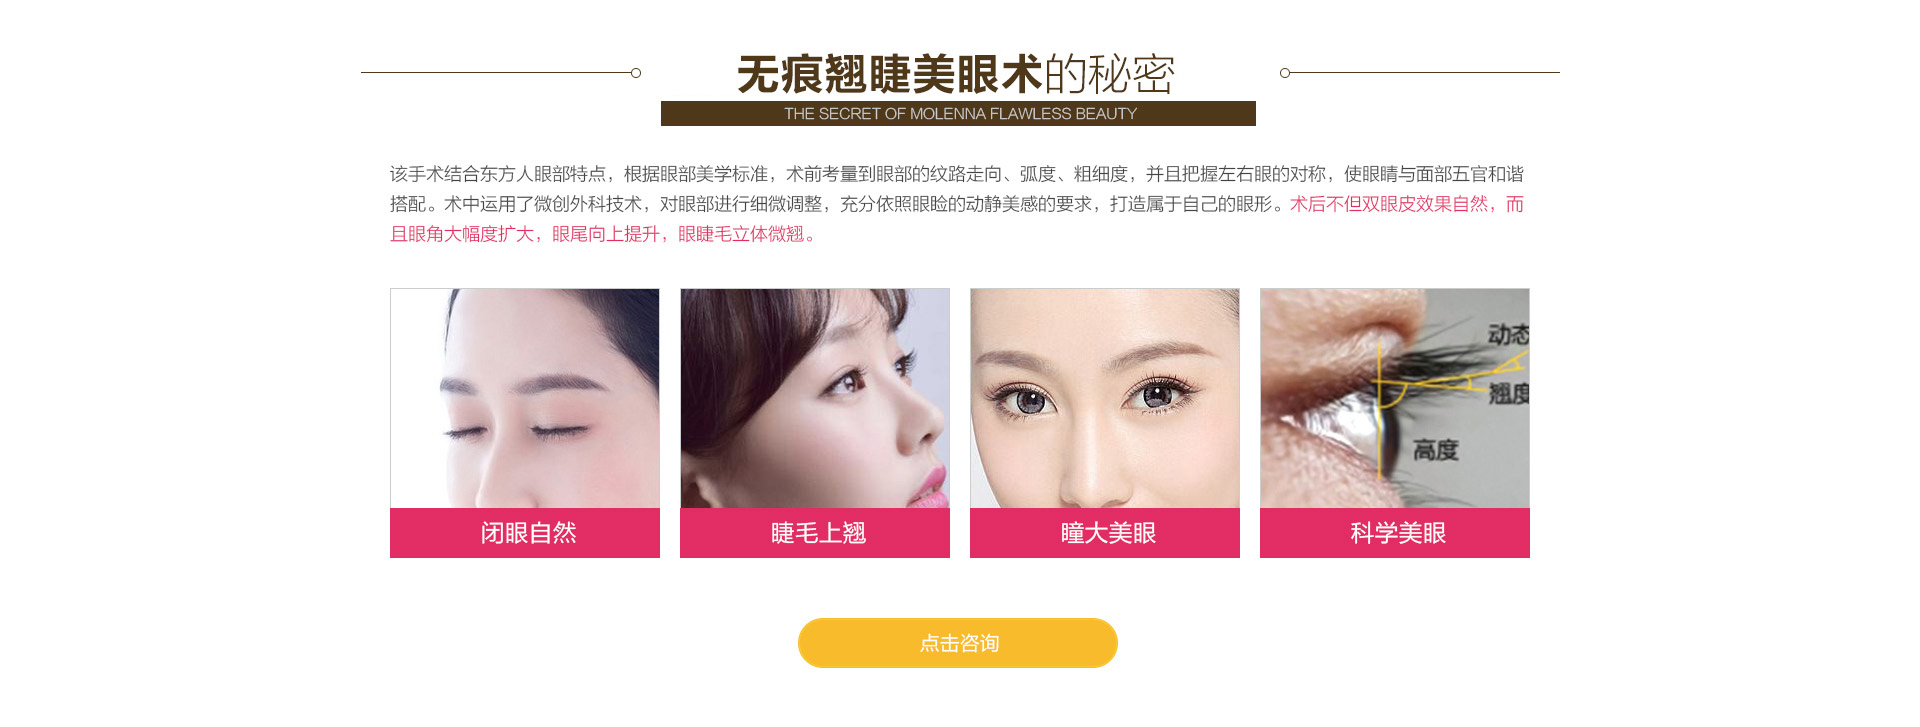 无痕翘睫美眼术的秘密
THE SECRET OF MOLENNA FLAWLESS BEAUTY
该手术结合东方人眼部特点，根据眼部美学标准，术前考量到眼部的纹路走向、弧度、粗细度，并且把握左右眼的对称，使眼睛与面部五官和谐
搭配。术中运用了微创外科技术，对眼部进行细微调整，充分依照眼睑的动静美感的要求，打造属于自己的眼形。术后不但双眼皮效果自然，而
且眼角大幅度扩大，眼尾向上提升，眼睫毛立体微翘。
动态
翘度
高度
闭眼自然
睫毛上翘
瞳大美眼
科学美眼
点击咨询